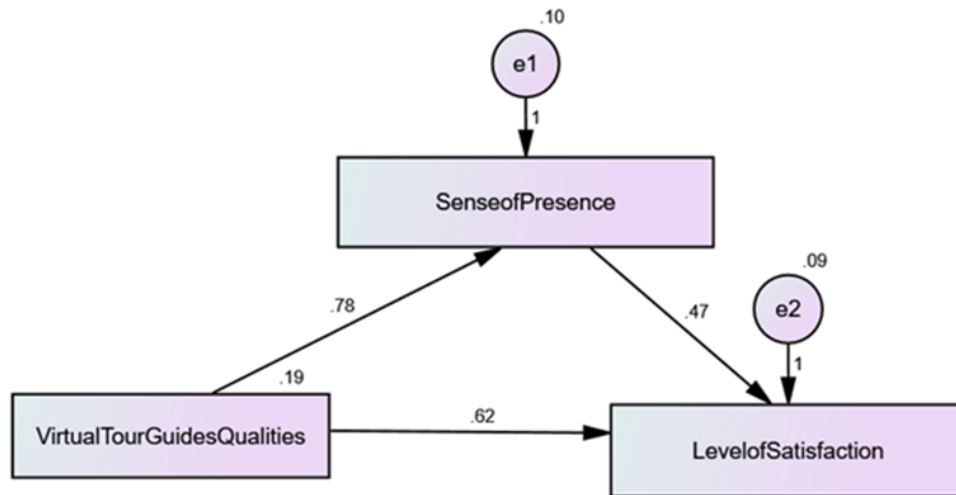 .10
e1
1
SenseofPresence
.09
.78
.47
e2
.19
1
.62
VirtualTourGuidesQualities
LevelofSatisfaction